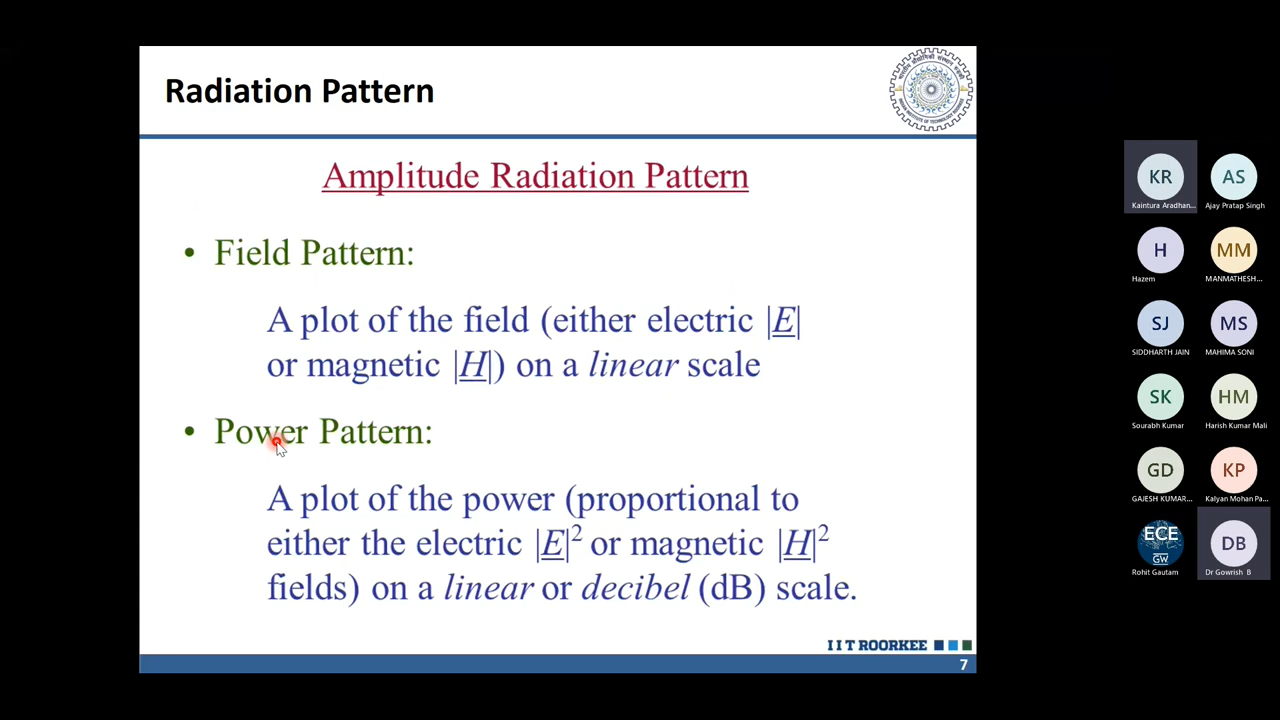 Radiation Pattern
Amplitude Radiation Pattern
• Field Pattern:
A plot of the field (either electric |E|
or magnetic |H|) on a linear scale
• Power Pattern:
A plot of the power (proportional to
either the electric |E|² or magnetic |H|²
fields) on a linear or decibel (dB) scale.
IIT ROORKEE
7
KR
Kaintura Aradhan...
AS
Ajay Pratap Singh
H
Hazem
MM
MANMATHESH...
SJ
SIDDHARTH JAIN
MS
MAHIMA SONI
SK
Sourabh Kumar
HM
Harish Kumar Mali
GD
GAJESH KUMAR...
KP
Kalyan Mohan Pa...
ECE
GW
Rohit Gautam
DB
Dr Gowrish B